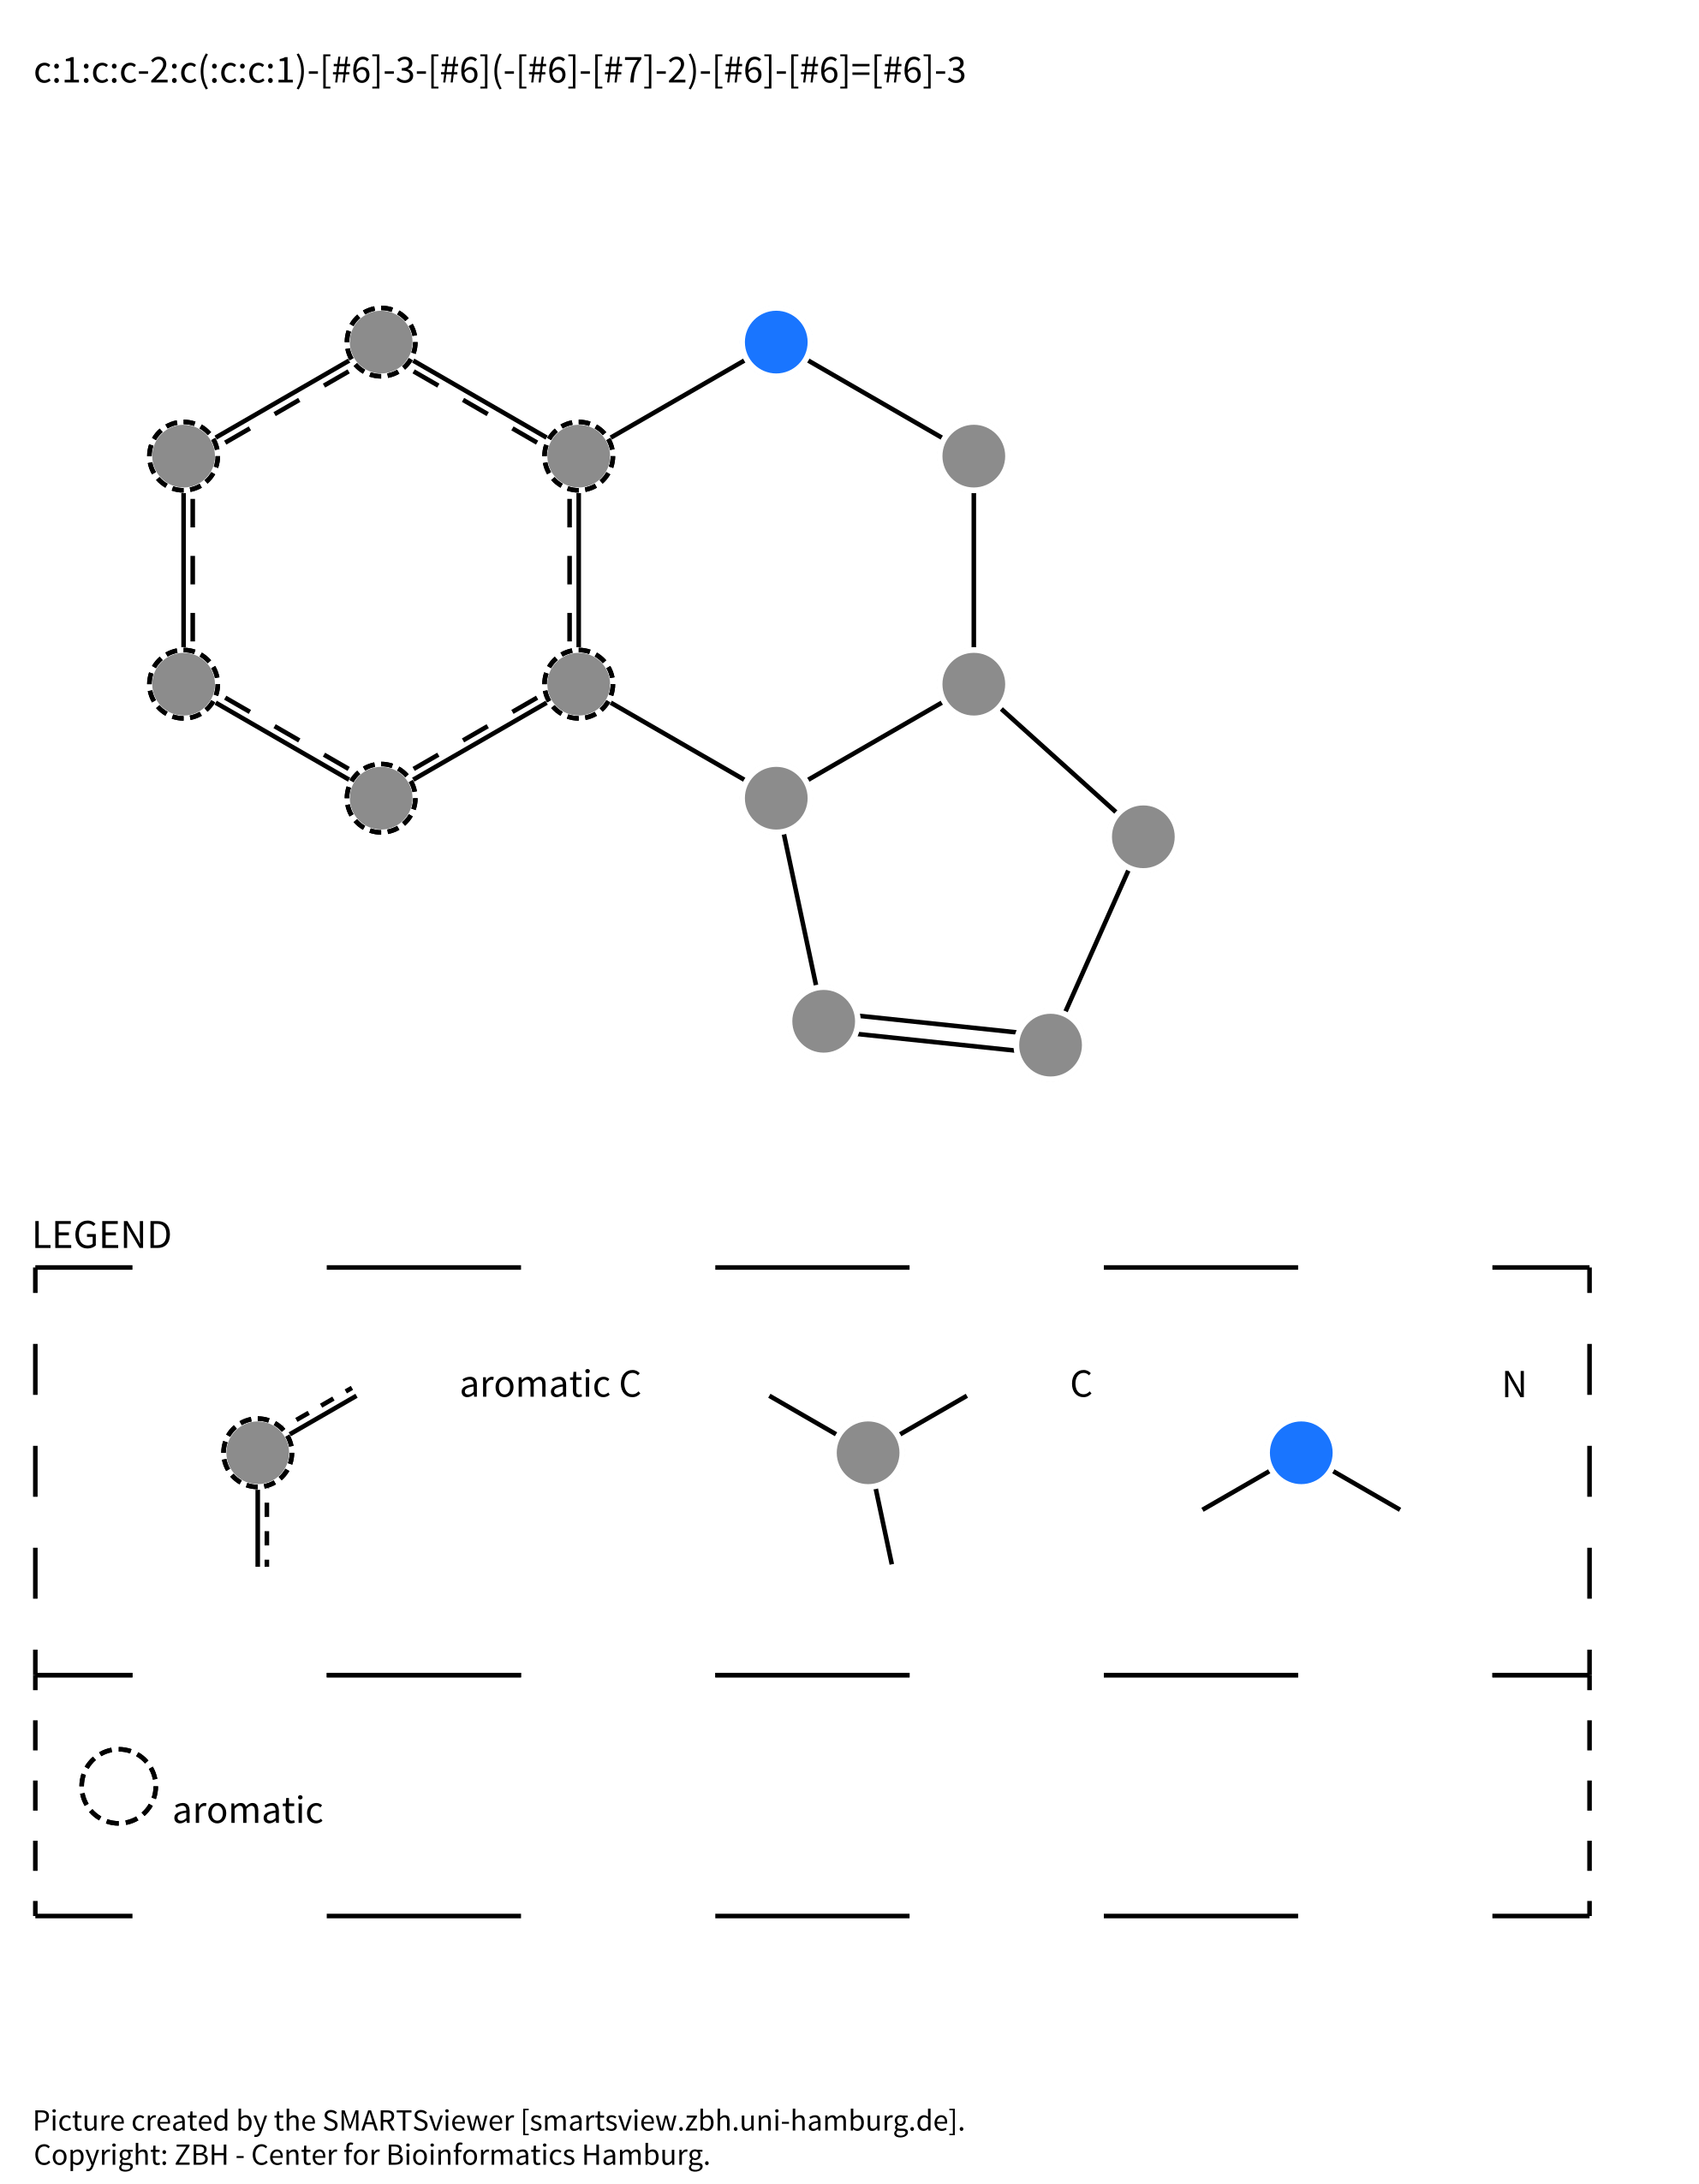 c:1:c:c-2:c(:c:c:1)-[#6]-3-[#6](-[#6]-[#7]-2)-[#6]-[#6]=[#6]-3
LEGEND
aromatic C
C
N
aromatic
Picture created by the SMARTSviewer [smartsview.zbh.uni-hamburg.de].
Copyright: ZBH - Center for Bioinformatics Hamburg.